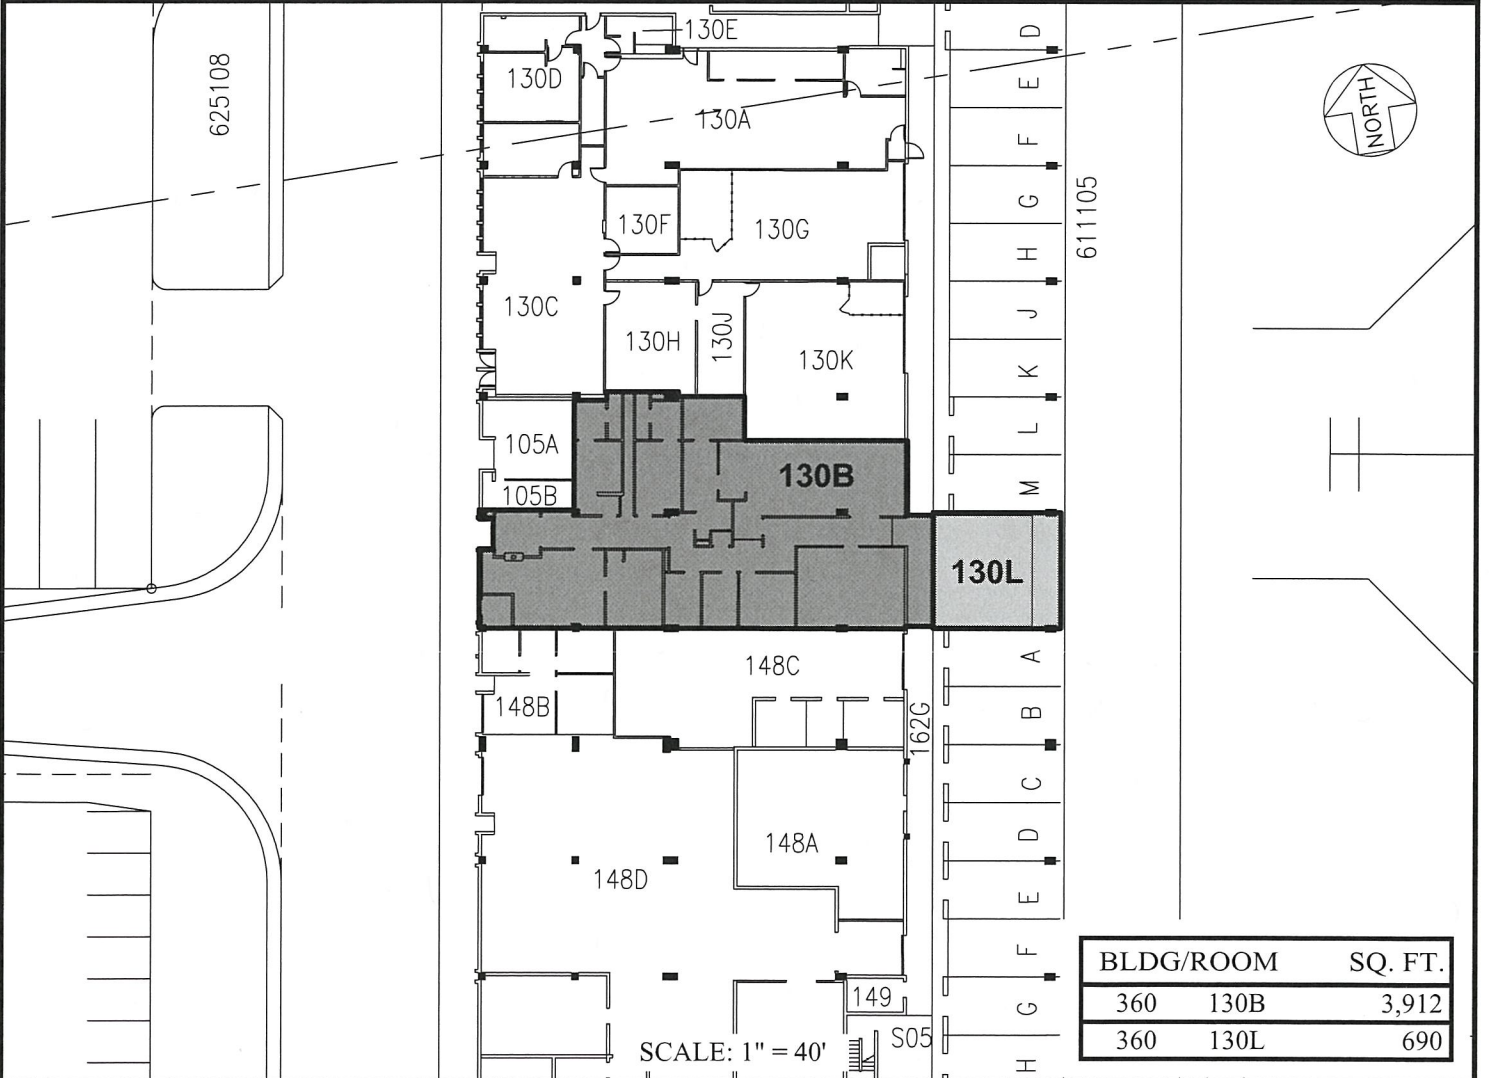 130E
D
130D
625108
E
NORTH
130A
F
G
611105
130F
130G
H
130C
J
130J
130H
130K
K
105A
L
130B
105B
M
130L
A
148C
148B
B
162G
C
D
148A
148D
E
F
BLDG/ROOM SQ. FT.
149
360 130B 3,912
G
S05
360 130L 690
SCALE: 1" = 40'
H